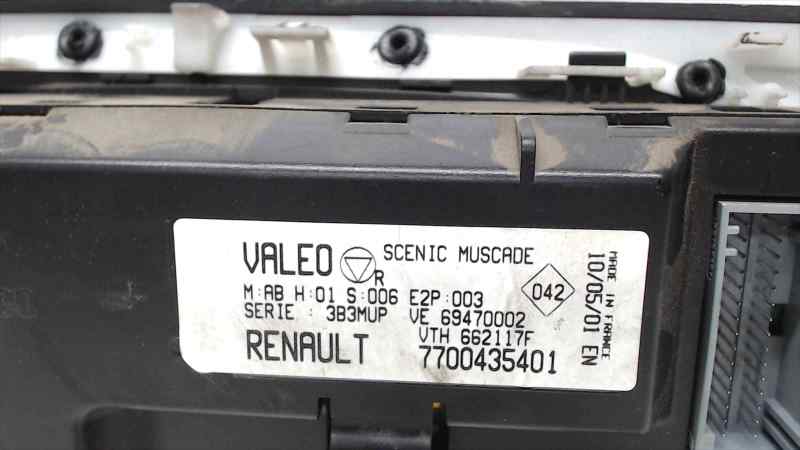 VALEO R SCENIC MUSCADE
M:AB H:01 S:006 E2P:003
SERIE : 3B3MUP VE 69470002
VTH 662117F
RENAULT 7700435401
042
MADE IN FRANCE
10/05/01 EN